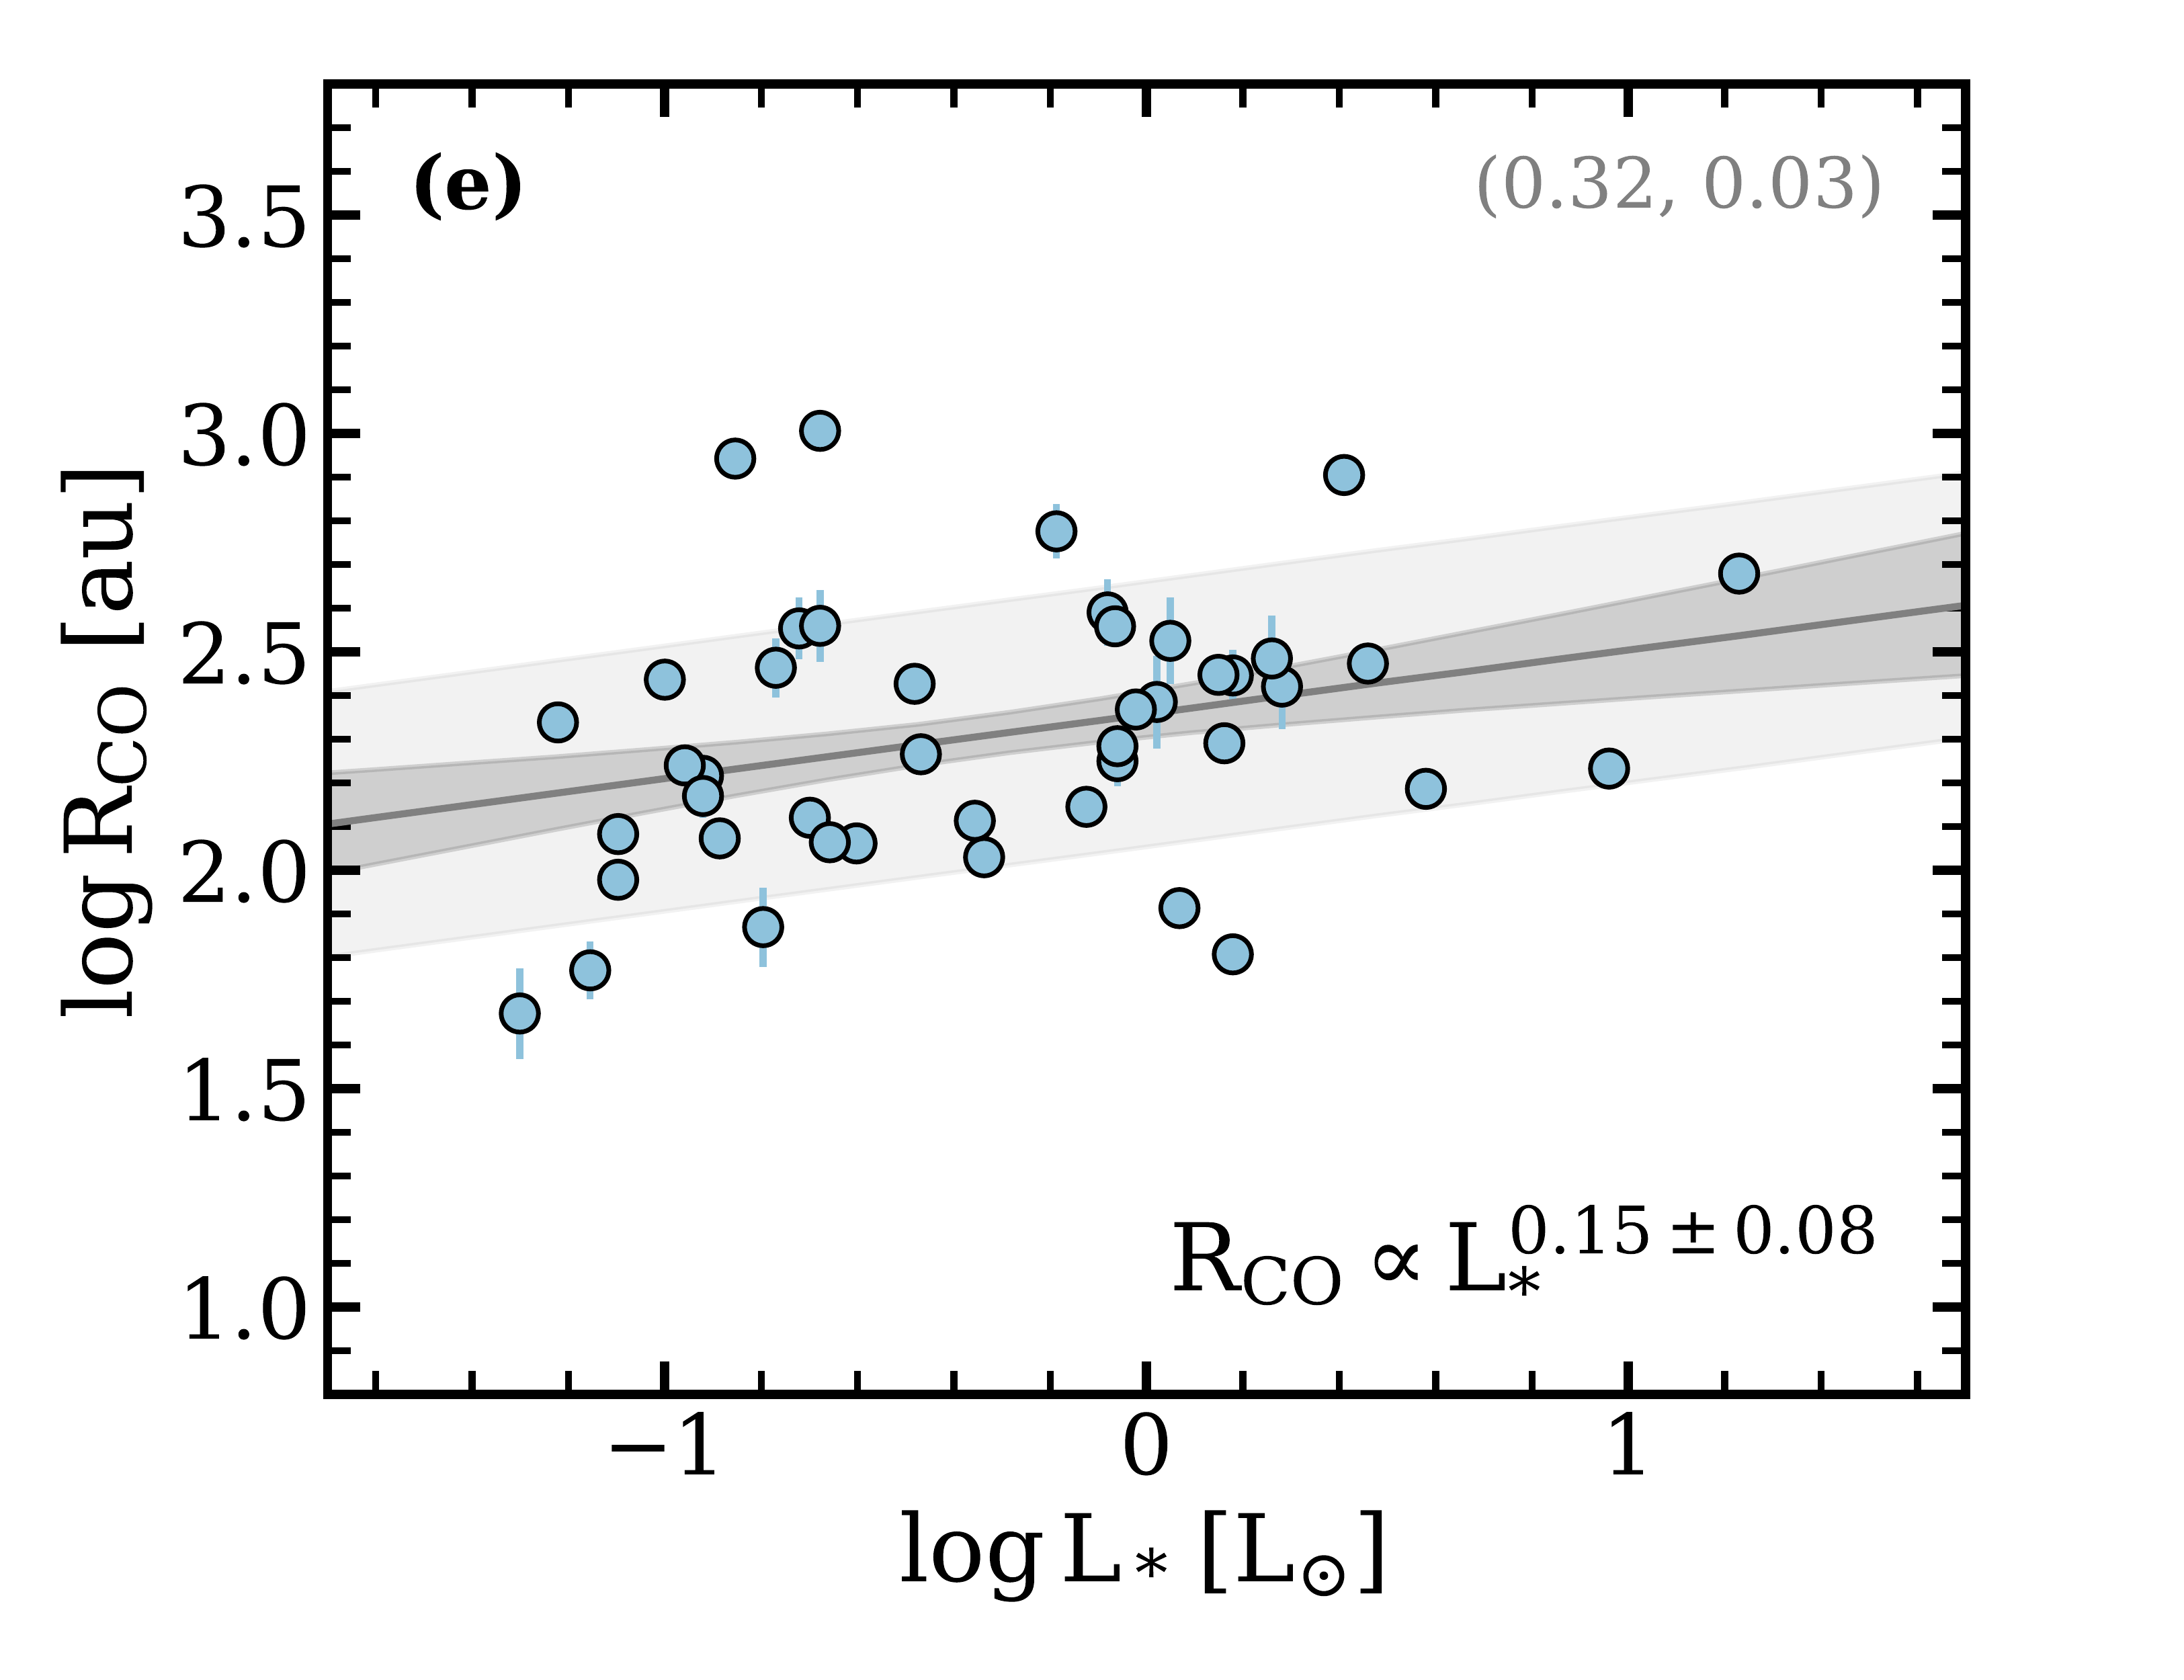 (e)
(0.32, 0.03)
3.5
3.0
2.5
2.0
1.5
1.0
log R_CO [au]
R_CO ∝ L_*^0.15 ± 0.08
−1 0 1
log L_* [L_⊙]